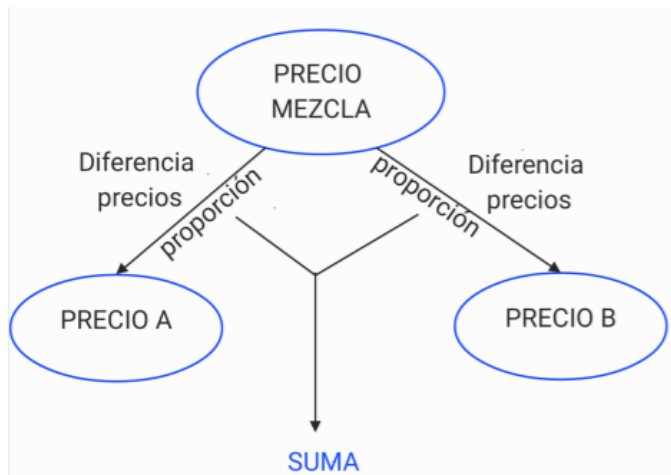 PRECIO
MEZCLA
Diferencia
precios
proporción
proporción
Diferencia
precios
PRECIO A
PRECIO B
SUMA